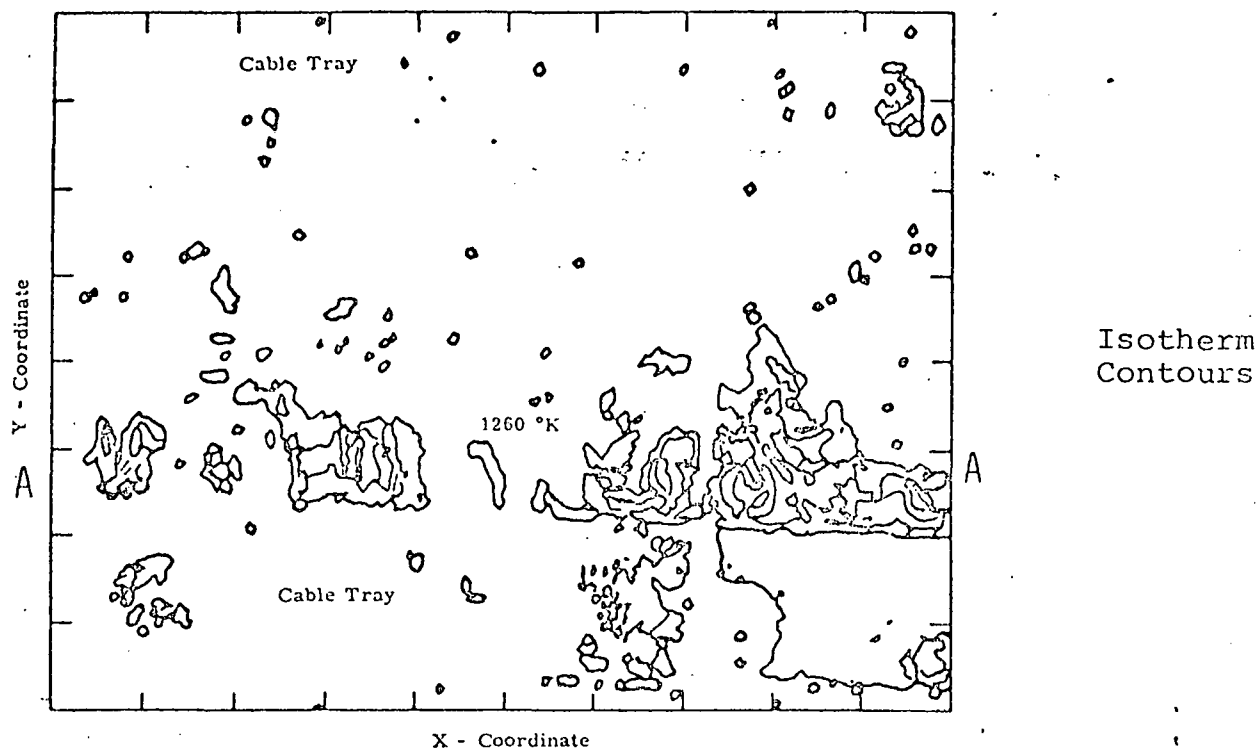 Cable Tray
Y - Coordinate
Isotherm
Contours
1260 °K
A
A
Cable Tray
X - Coordinate